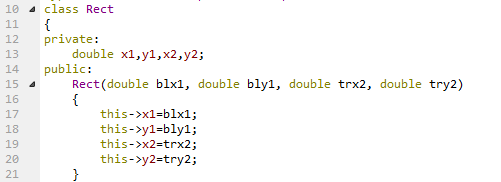 10 class Rect
11 {
12 private:
13     double x1,y1,x2,y2;
14 public:
15     Rect(double blx1, double bly1, double trx2, double try2)
16     {
17         this->x1=blx1;
18         this->y1=bly1;
19         this->x2=trx2;
20         this->y2=try2;
21     }